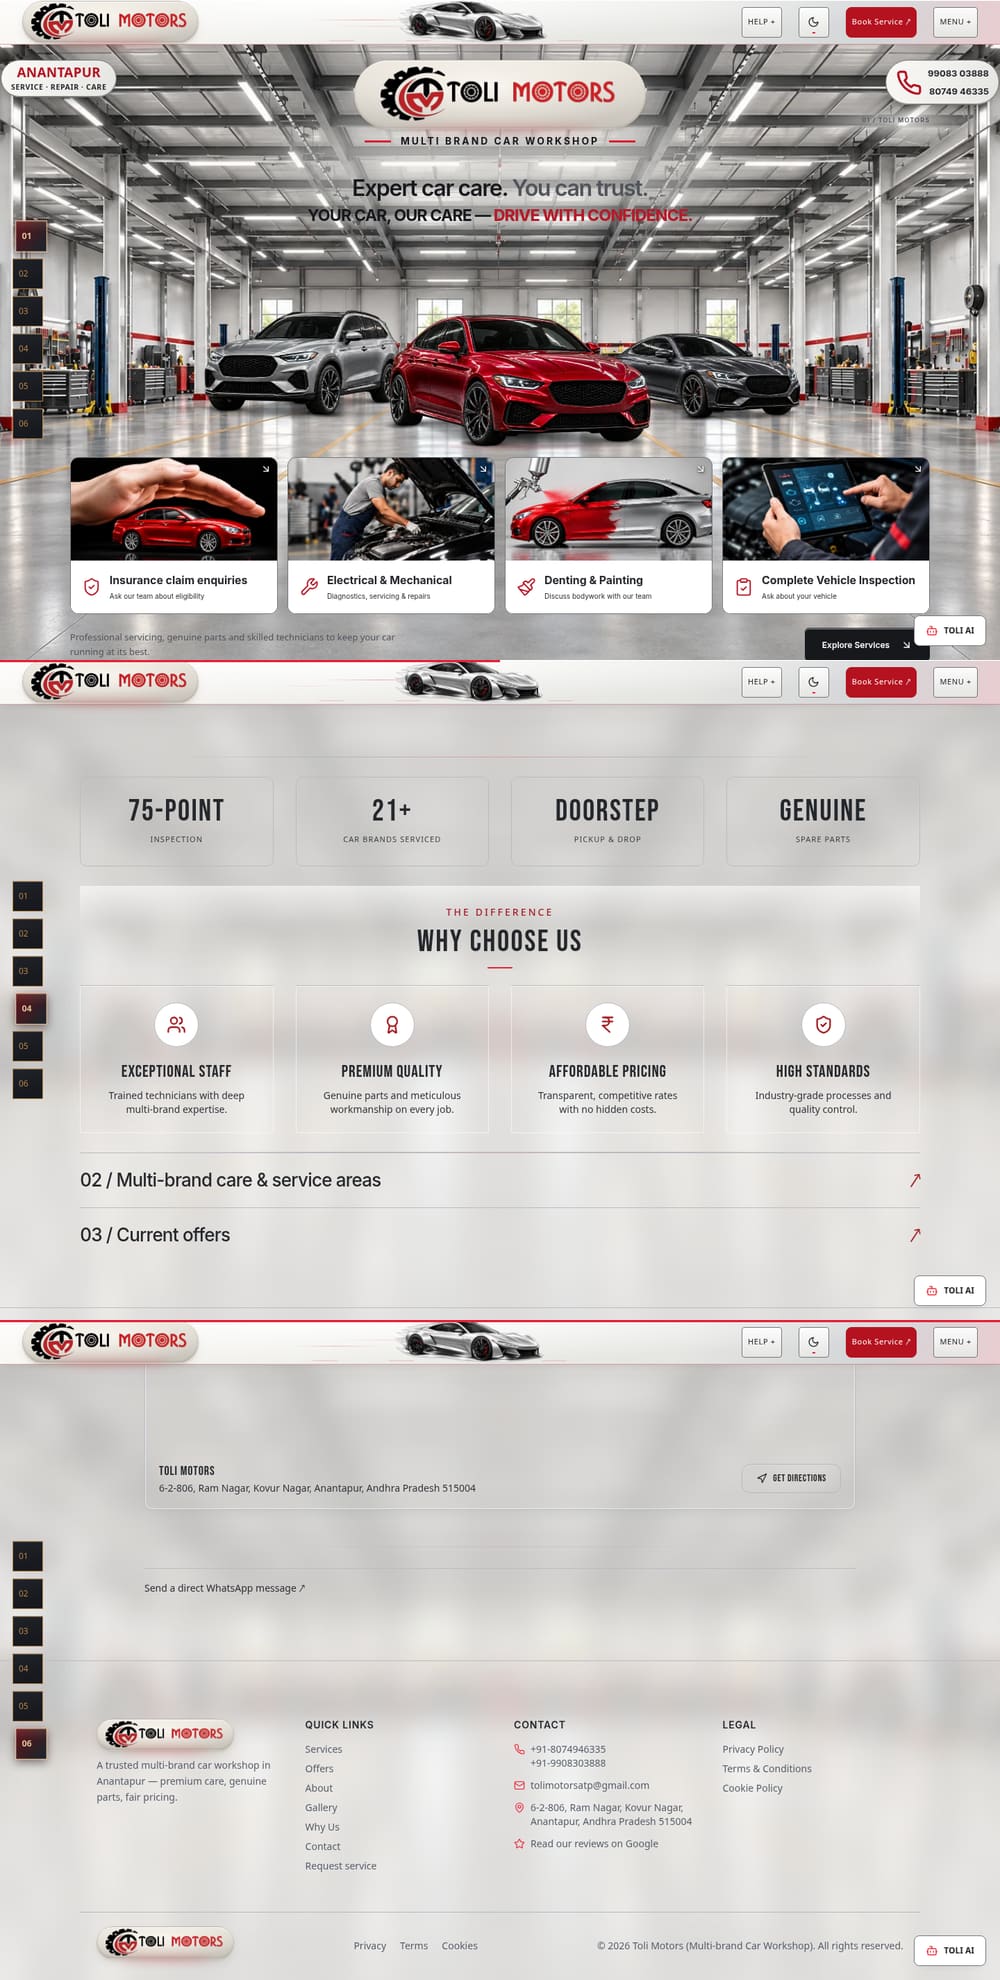 TOLI MOTORS
HELP +
Book Service ↗
MENU +
ANANTAPUR
SERVICE · REPAIR · CARE
TOLI MOTORS
99083 03888
80749 46335
01 / TOLI MOTORS
MULTI BRAND CAR WORKSHOP
Expert car care. You can trust.
YOUR CAR, OUR CARE — DRIVE WITH CONFIDENCE.
01
02
03
04
05
06
Insurance claim enquiries
Ask our team about eligibility
Electrical & Mechanical
Diagnostics, servicing & repairs
Denting & Painting
Discuss bodywork with our team
Complete Vehicle Inspection
Ask about your vehicle
Professional servicing, genuine parts and skilled technicians to keep your car
running at its best.
Explore Services
TOLI AI
TOLI MOTORS
HELP +
Book Service ↗
MENU +
75-POINT
INSPECTION
21+
CAR BRANDS SERVICED
DOORSTEP
PICKUP & DROP
GENUINE
SPARE PARTS
01
02
03
04
05
06
THE DIFFERENCE
WHY CHOOSE US
EXCEPTIONAL STAFF
Trained technicians with deep
multi-brand expertise.
PREMIUM QUALITY
Genuine parts and meticulous
workmanship on every job.
AFFORDABLE PRICING
Transparent, competitive rates
with no hidden costs.
HIGH STANDARDS
Industry-grade processes and
quality control.
02 / Multi-brand care & service areas ↗
03 / Current offers ↗
TOLI AI
TOLI MOTORS
HELP +
Book Service ↗
MENU +
TOLI MOTORS
6-2-806, Ram Nagar, Kovur Nagar, Anantapur, Andhra Pradesh 515004
GET DIRECTIONS
Send a direct WhatsApp message ↗
01
02
03
04
05
06
TOLI MOTORS
A trusted multi-brand car workshop in
Anantapur — premium care, genuine
parts, fair pricing.
QUICK LINKS
Services
Offers
About
Gallery
Why Us
Contact
Request service
CONTACT
+91-8074946335
+91-9908303888
tolimotorsatp@gmail.com
6-2-806, Ram Nagar, Kovur Nagar,
Anantapur, Andhra Pradesh 515004
Read our reviews on Google
LEGAL
Privacy Policy
Terms & Conditions
Cookie Policy
TOLI MOTORS
Privacy
Terms
Cookies
© 2026 Toli Motors (Multi-brand Car Workshop). All rights reserved.
TOLI AI